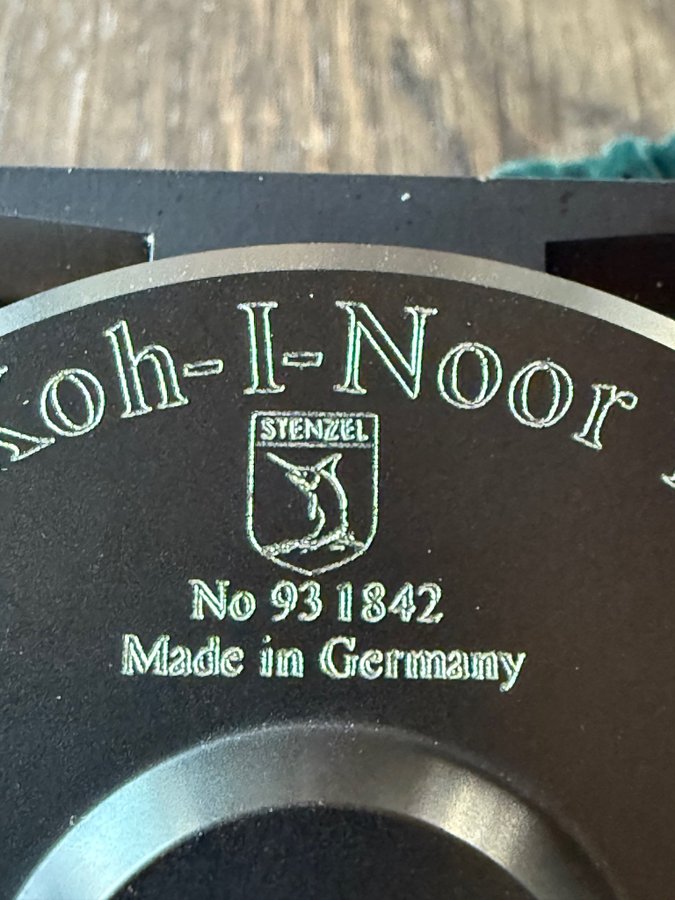 Koh-I-Noor
STENZEL
No 93 1842
Made in Germany